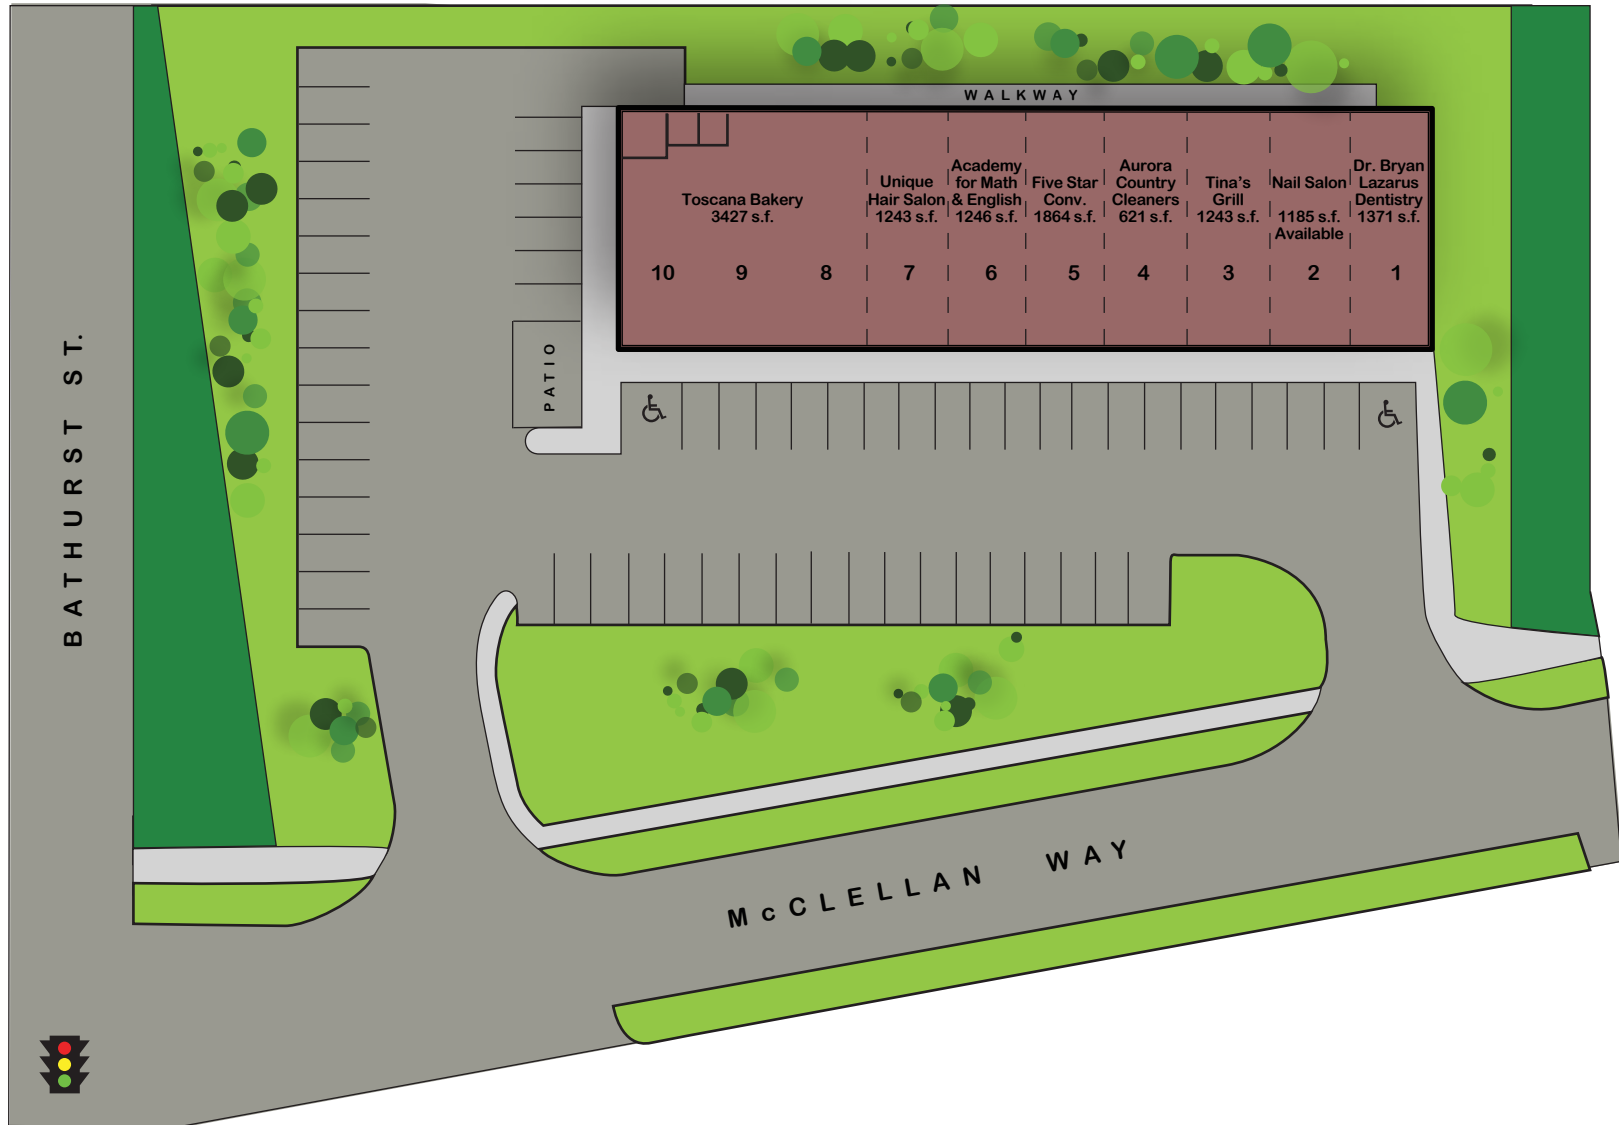 WALKWAY
Toscana Bakery
3427 s.f.
Unique
Hair Salon
1243 s.f.
Academy
for Math
& English
1246 s.f.
Five Star
Conv.
1864 s.f.
Aurora
Country
Cleaners
621 s.f.
Tina's
Grill
1243 s.f.
Nail Salon
1185 s.f.
Available
Dr. Bryan
Lazarus
Dentistry
1371 s.f.
10 9 8 7 6 5 4 3 2 1
PATIO
BATHURST ST.
McCLELLAN WAY